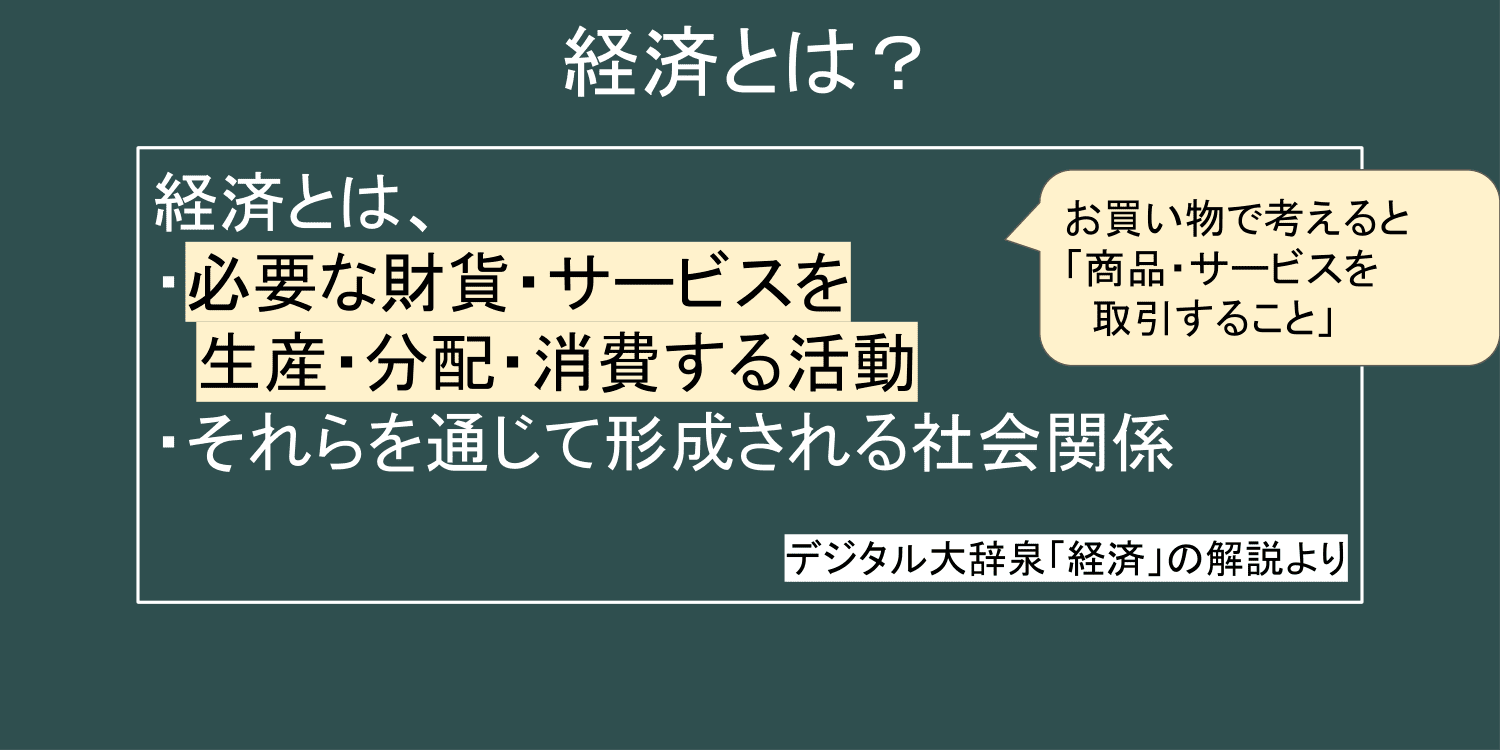 経済とは？
経済とは、
・必要な財貨・サービスを
生産・分配・消費する活動
・それらを通じて形成される社会関係
お買い物で考えると
「商品・サービスを
取引すること」
デジタル大辞泉「経済」の解説より